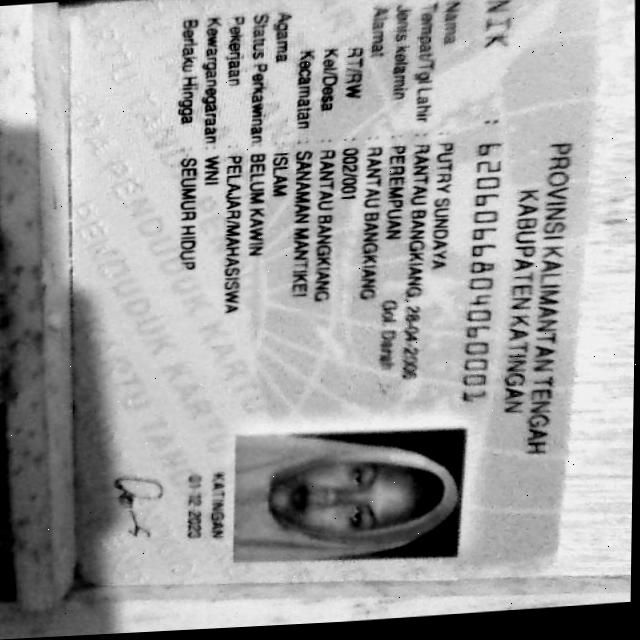 PROVINSI KALIMANTAN TENGAH
KABUPATEN KATINGAN
NIK : 6206066804060001
Nama : PUTRY SUNDAYA
Tempat/Tgl Lahir : RANTAU BANGKIANG, 28-04-2006
Jenis kelamin : PEREMPUAN Gol. Darah
Alamat : RANTAU BANGKIANG
RT/RW : 002/001
Kel/Desa : RANTAU BANGKIANG
Kecamatan : SANAMAN MANTIKEI
Agama : ISLAM
Status Perkawinan: BELUM KAWIN
Pekerjaan : PELAJAR/MAHASISWA
Kewarganegaraan: WNI
Berlaku Hingga : SEUMUR HIDUP
KATINGAN
01-12-2023